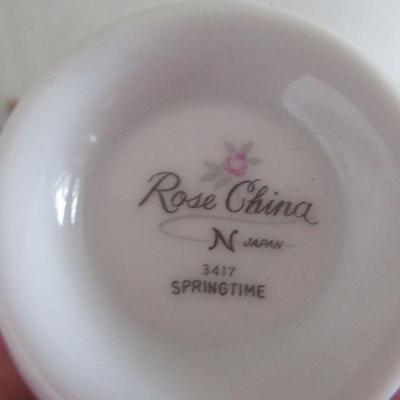 Rose China
N JAPAN
3417
SPRINGTIME